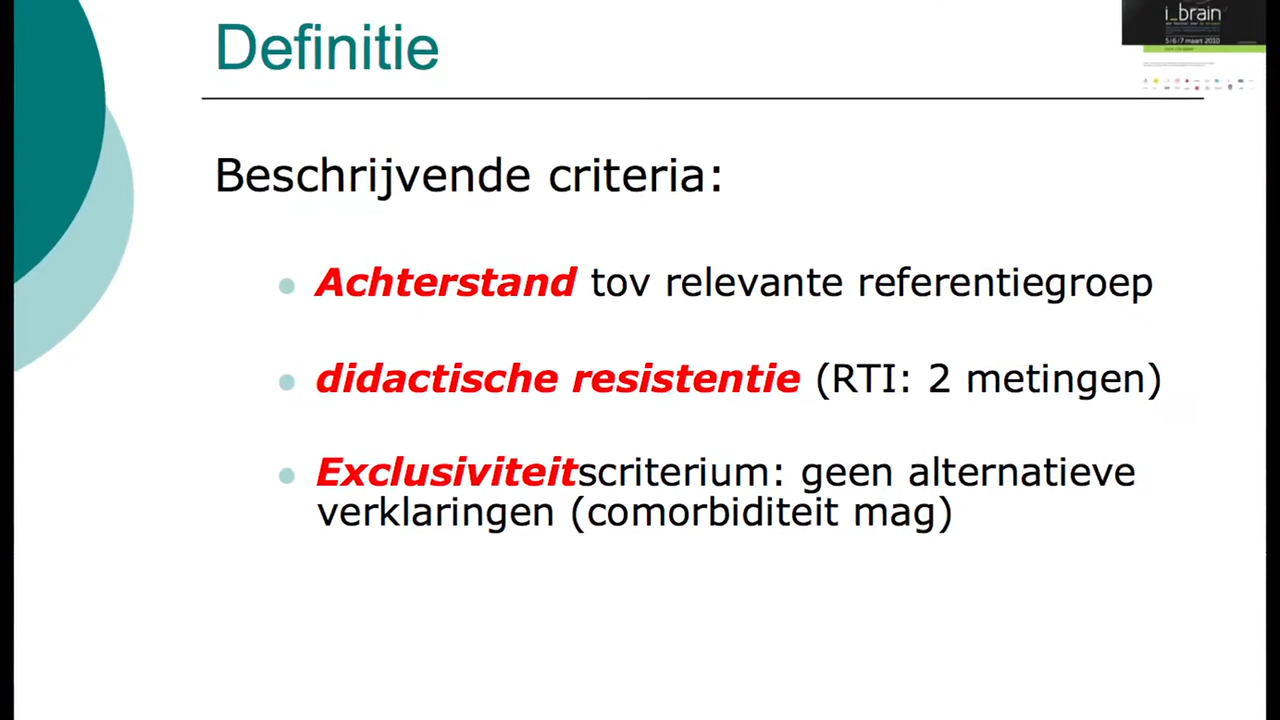 Definitie
i_brain
5/6/7 maart 2010
Beschrijvende criteria:
Achterstand tov relevante referentiegroep
didactische resistentie (RTI: 2 metingen)
Exclusiviteitscriterium: geen alternatieve
verklaringen (comorbiditeit mag)